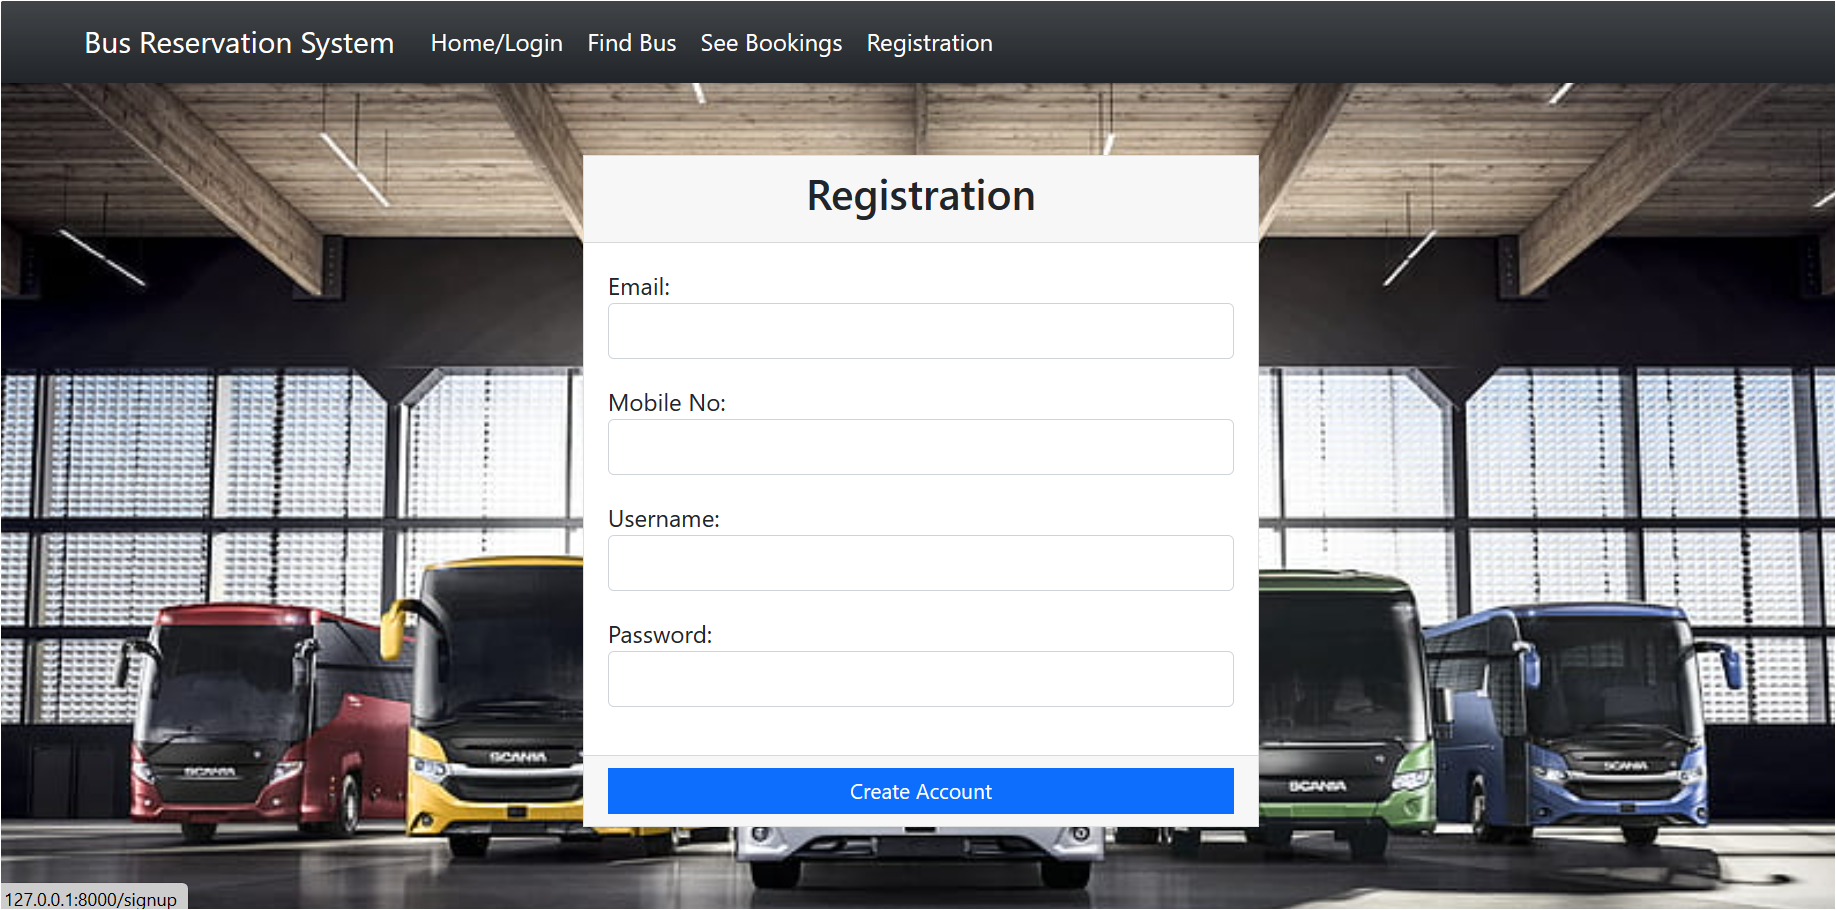 Bus Reservation System Home/Login Find Bus See Bookings Registration
Registration
Email:
Mobile No:
Username:
Password:
SCANIA
SCANIA
SCANIA
SCANIA
Create Account
127.0.0.1:8000/signup